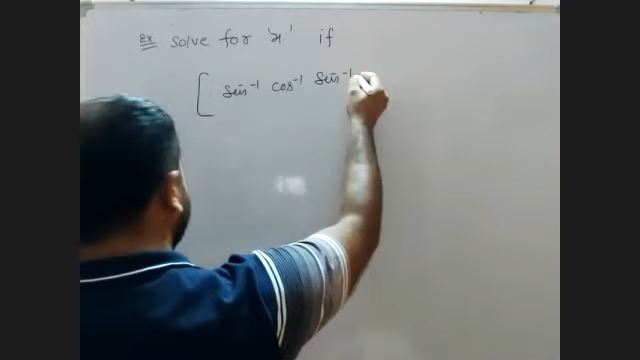 Ex Solve for 'x' if
[ Sin⁻¹ cos⁻¹ Sin⁻¹